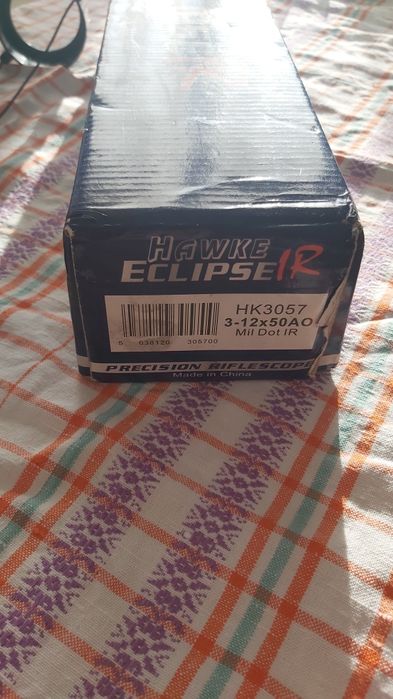 HAWKE
ECLIPSE IR
HK3057
3-12x50AO
Mil Dot IR
5 036120 305700
PRECISION RIFLESCOPE
Made in China